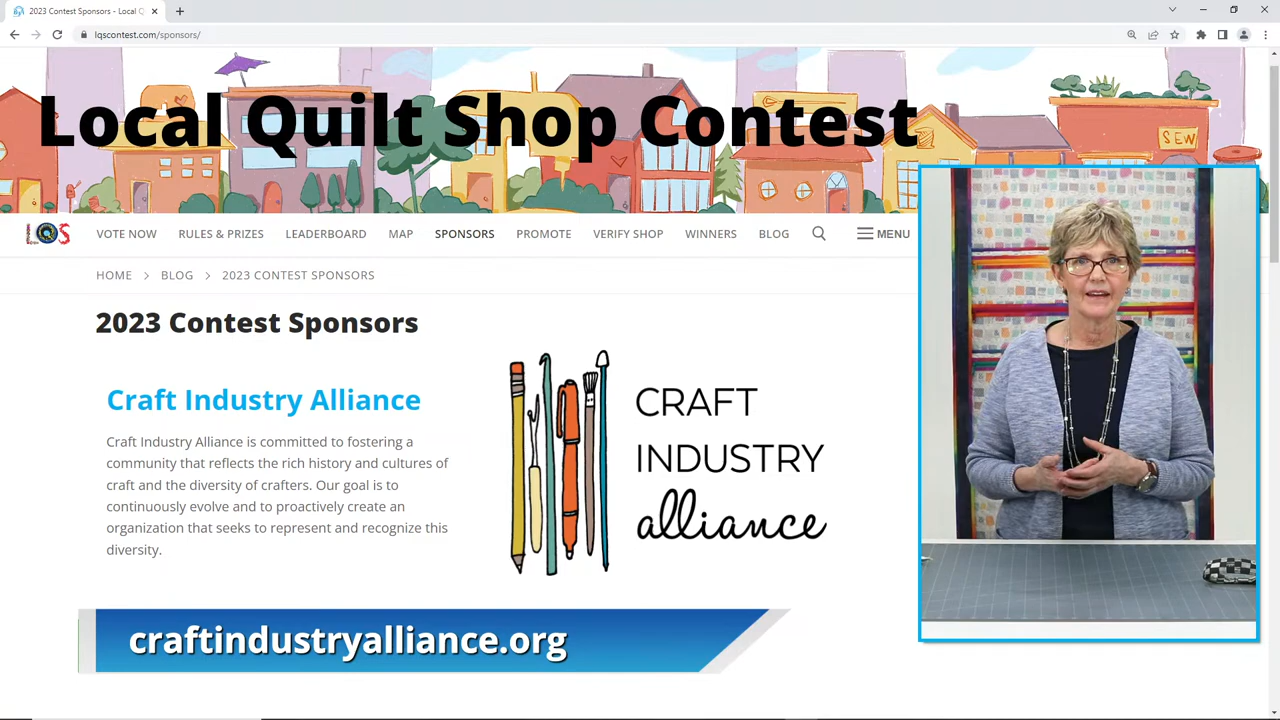 2023 Contest Sponsors - Local Q
lqscontest.com/sponsors/
Local Quilt Shop Contest
SEW
LQS
VOTE NOW RULES & PRIZES LEADERBOARD MAP SPONSORS PROMOTE VERIFY SHOP WINNERS BLOG MENU
HOME > BLOG > 2023 CONTEST SPONSORS
2023 Contest Sponsors
Craft Industry Alliance
Craft Industry Alliance is committed to fostering a
community that reflects the rich history and cultures of
craft and the diversity of crafters. Our goal is to
continuously evolve and to proactively create an
organization that seeks to represent and recognize this
diversity.
CRAFT
INDUSTRY
alliance
craftindustryalliance.org